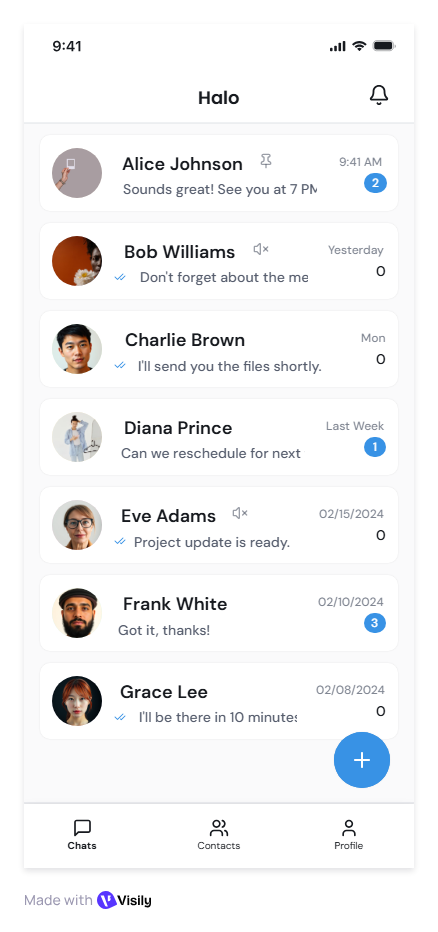 9:41
Halo
Alice Johnson
9:41 AM
Sounds great! See you at 7 PM
2
Bob Williams
Yesterday
Don't forget about the me
0
Charlie Brown
Mon
I'll send you the files shortly.
0
Diana Prince
Last Week
Can we reschedule for next
1
Eve Adams
02/15/2024
Project update is ready.
0
Frank White
02/10/2024
Got it, thanks!
3
Grace Lee
02/08/2024
I'll be there in 10 minutes
0
Chats Contacts Profile
Made with Visily